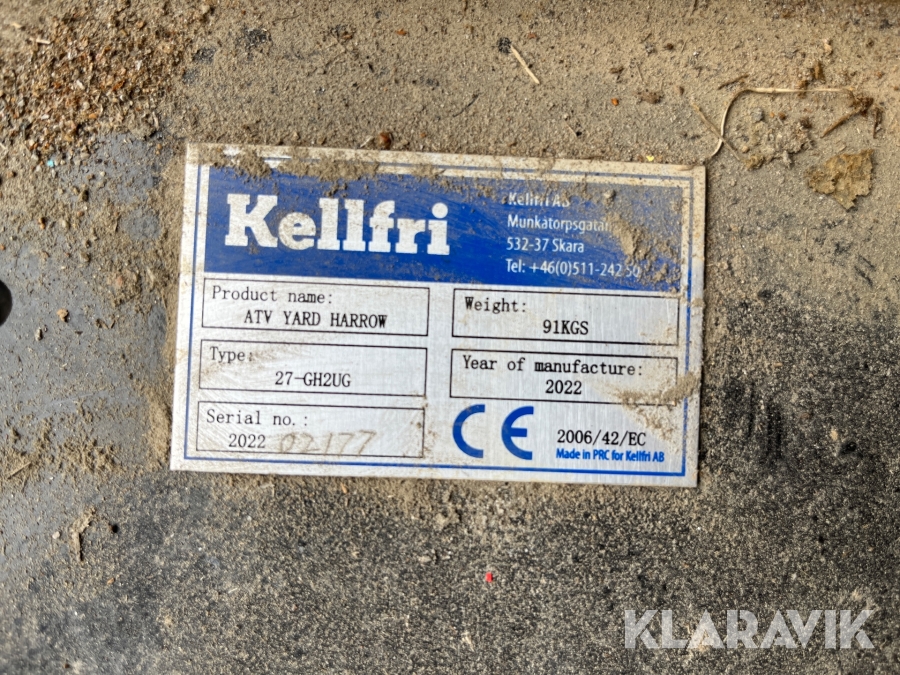 Kellfri
Kellfri AB
Munkatorpsgatan
532-37 Skara
Tel: +46(0)511-242 50
Product name:
ATV YARD HARROW
Weight:
91KGS
Type:
27-GH2UG
Year of manufacture:
2022
Serial no.:
2022 02177
CE
2006/42/EC
Made in PRC for Kellfri AB
KLARAVIK